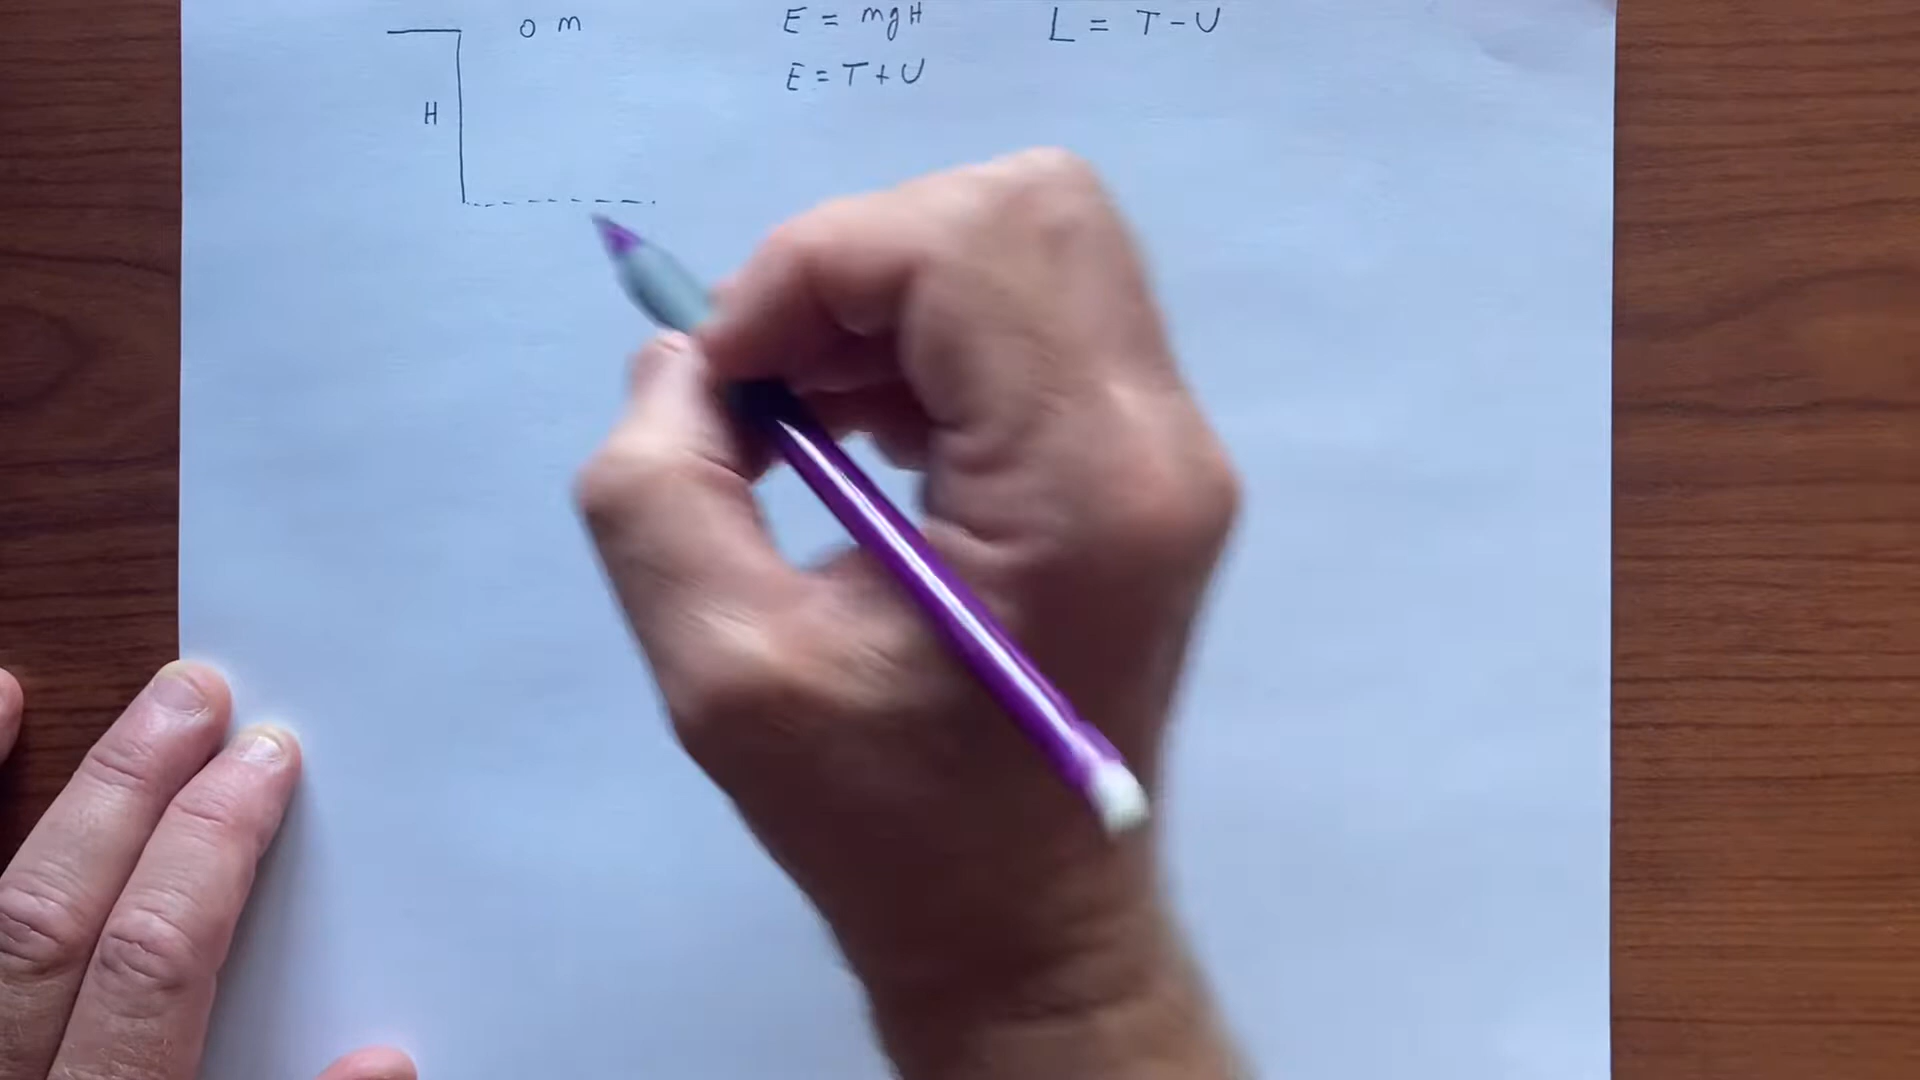 o m E = mgH L = T - U
E = T + U
H